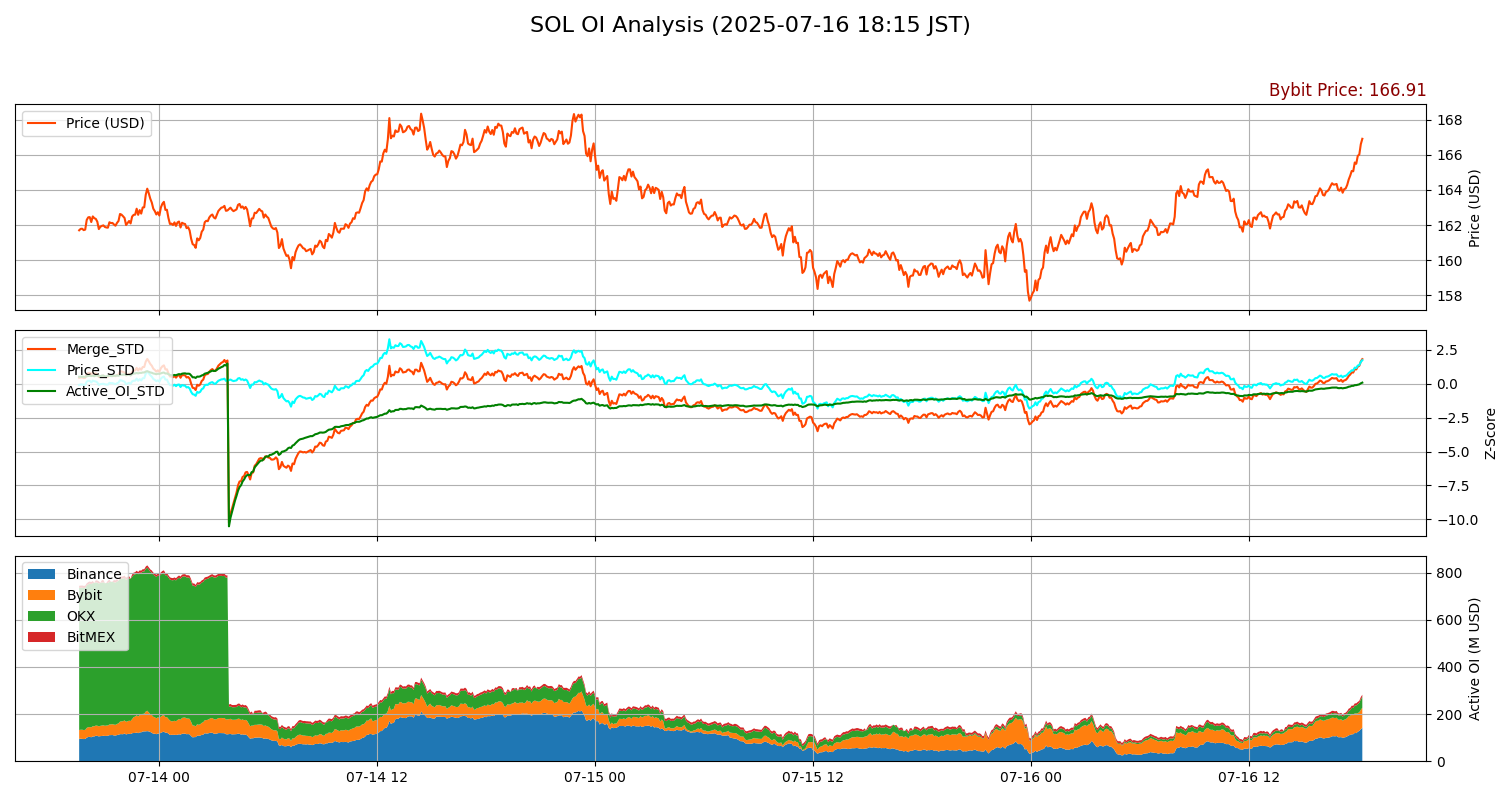 SOL OI Analysis (2025-07-16 18:15 JST)
Bybit Price: 166.91
Price (USD)
168
166
164
162
160
158
Price (USD)
Merge_STD
Price_STD
Active_OI_STD
2.5
0.0
−2.5
−5.0
−7.5
−10.0
Z-Score
Binance
Bybit
OKX
BitMEX
800
600
400
200
0
Active OI (M USD)
07-14 00
07-14 12
07-15 00
07-15 12
07-16 00
07-16 12